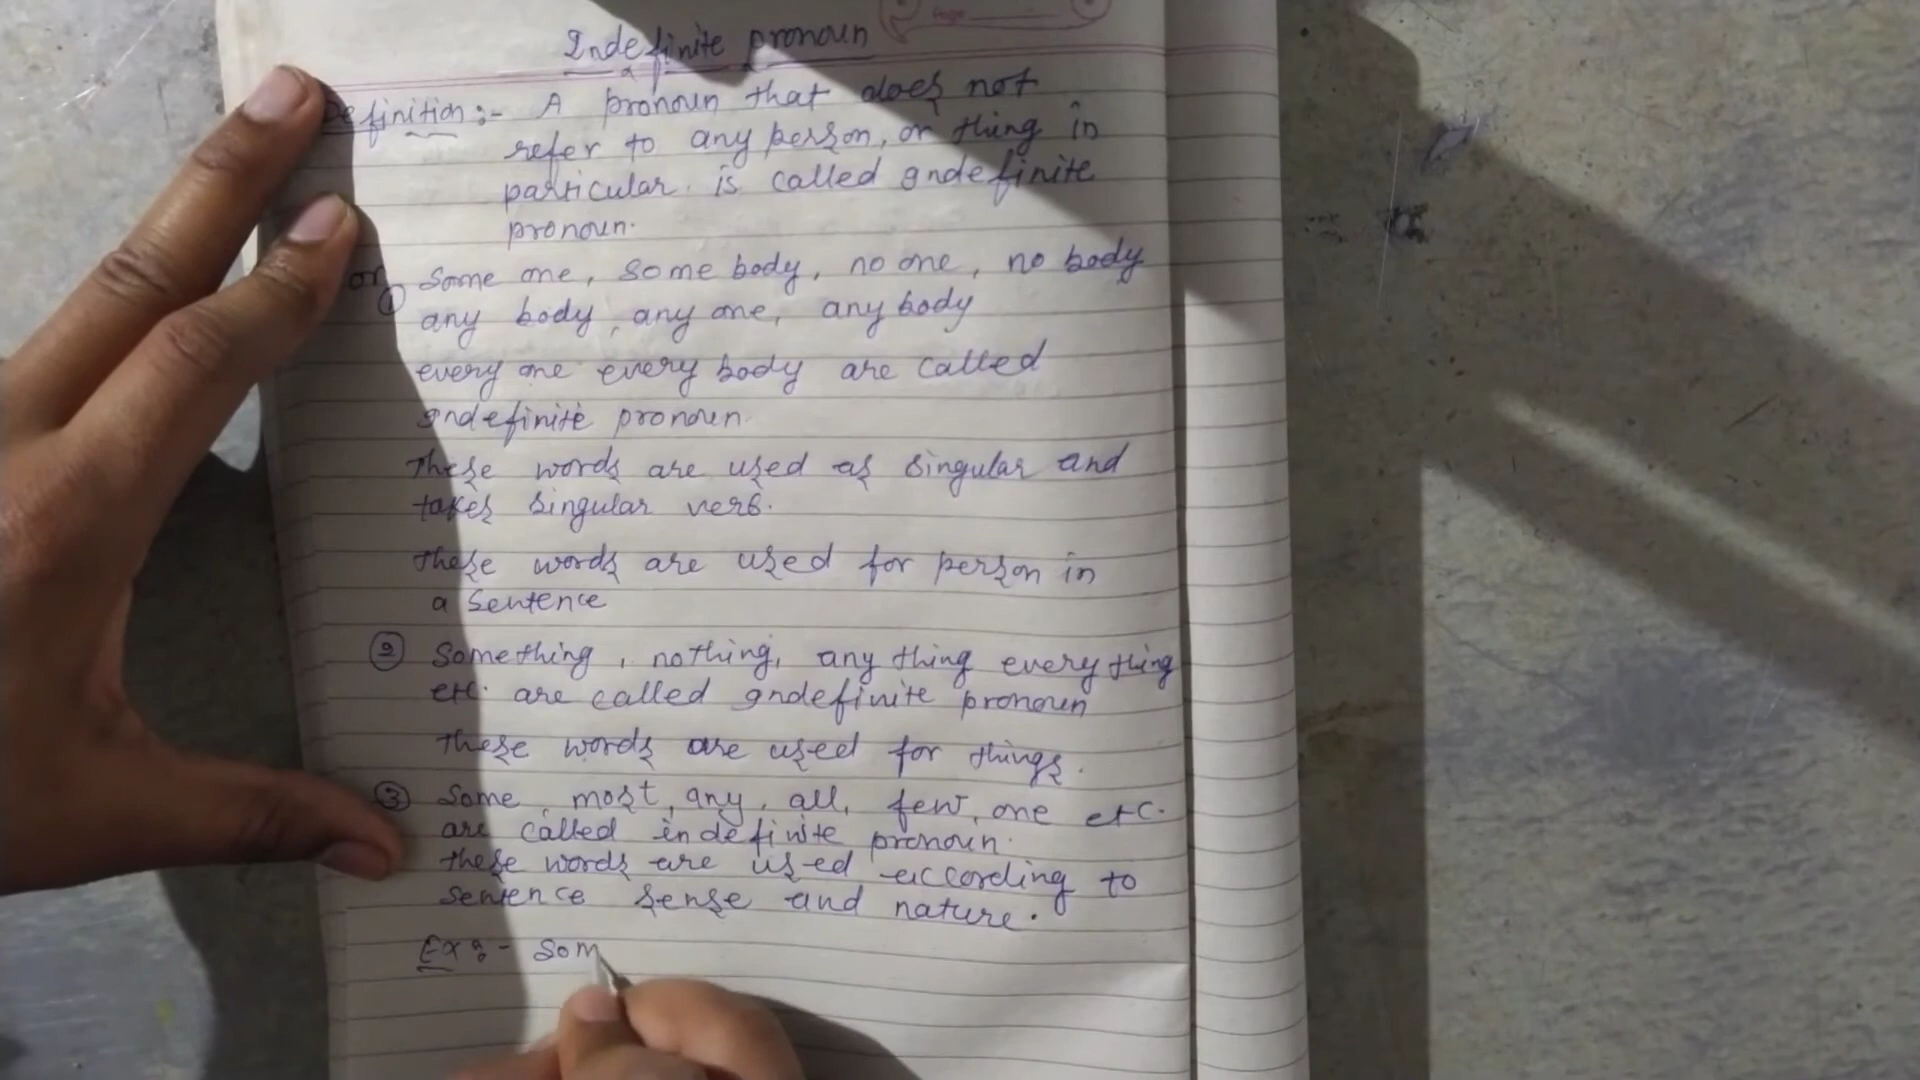 Indefinite pronoun
Definition :- A pronoun that does not
refer to any person, or thing in
particular. is called indefinite
pronoun.
or
① Some one, some body, no one, no body
any body, any one, any body
every one every body are called
indefinite pronoun.
These words are used as singular and
takes singular verb.
these words are used for person in
a sentence
② Something, nothing, any thing every thing
etc. are called indefinite pronoun
these words are used for things.
③ Some, most, any, all, few, one etc.
are called indefinite pronoun.
these words are used according to
sentence sense and nature.
Ex:- Som